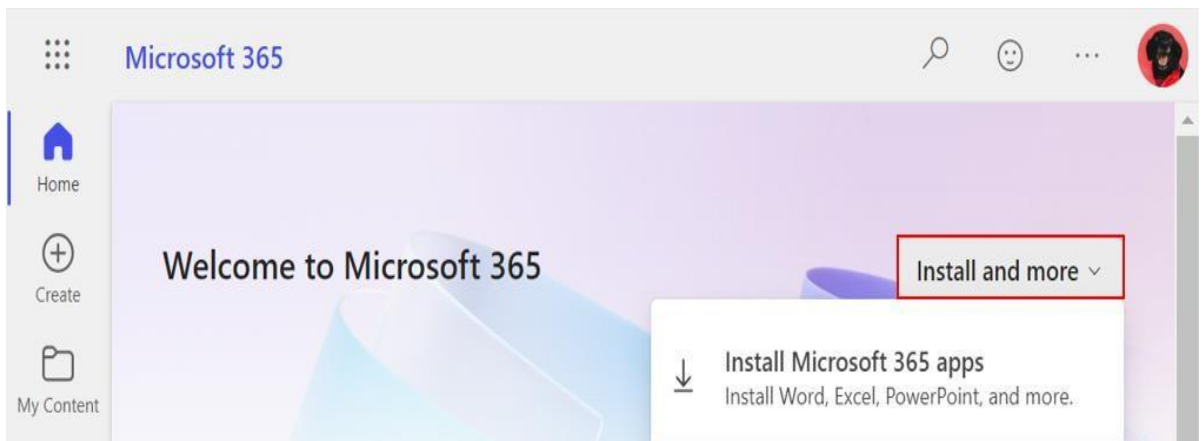 Microsoft 365
Home
Create
My Content
Welcome to Microsoft 365
Install and more
Install Microsoft 365 apps
Install Word, Excel, PowerPoint, and more.